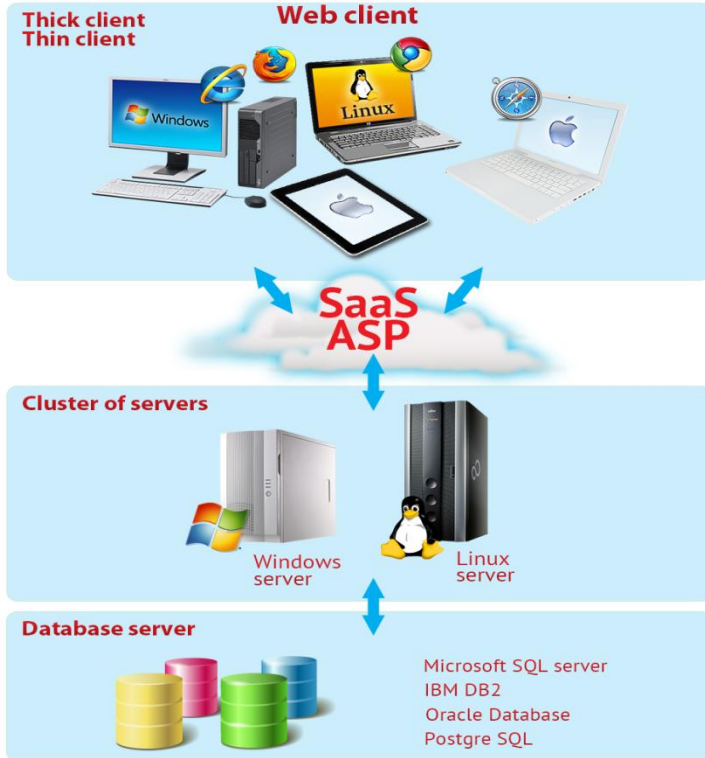 Thick client
Thin client
Web client
Windows
Linux
SaaS
ASP
Cluster of servers
Windows
server
Linux
server
Database server
Microsoft SQL server
IBM DB2
Oracle Database
Postgre SQL